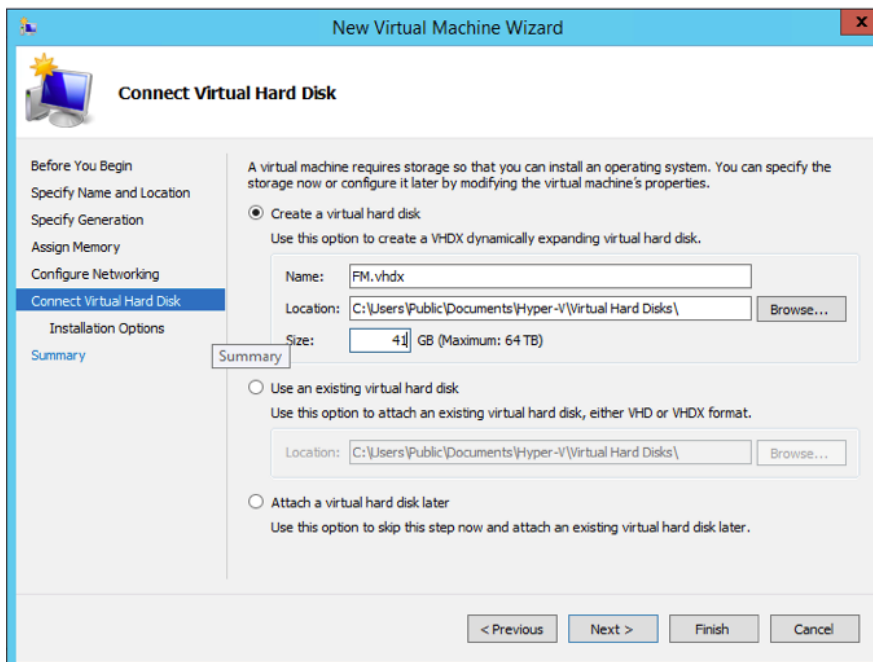 New Virtual Machine Wizard
x
Connect Virtual Hard Disk
Before You Begin
Specify Name and Location
Specify Generation
Assign Memory
Configure Networking
Connect Virtual Hard Disk
Installation Options
Summary
Summary
A virtual machine requires storage so that you can install an operating system. You can specify the
storage now or configure it later by modifying the virtual machine's properties.
Create a virtual hard disk
Use this option to create a VHDX dynamically expanding virtual hard disk.
Name: FM.vhdx
Location: C:\Users\Public\Documents\Hyper-V\Virtual Hard Disks\ Browse...
Size: 41 GB (Maximum: 64 TB)
Use an existing virtual hard disk
Use this option to attach an existing virtual hard disk, either VHD or VHDX format.
Location: C:\Users\Public\Documents\Hyper-V\Virtual Hard Disks\ Browse...
Attach a virtual hard disk later
Use this option to skip this step now and attach an existing virtual hard disk later.
< Previous Next > Finish Cancel